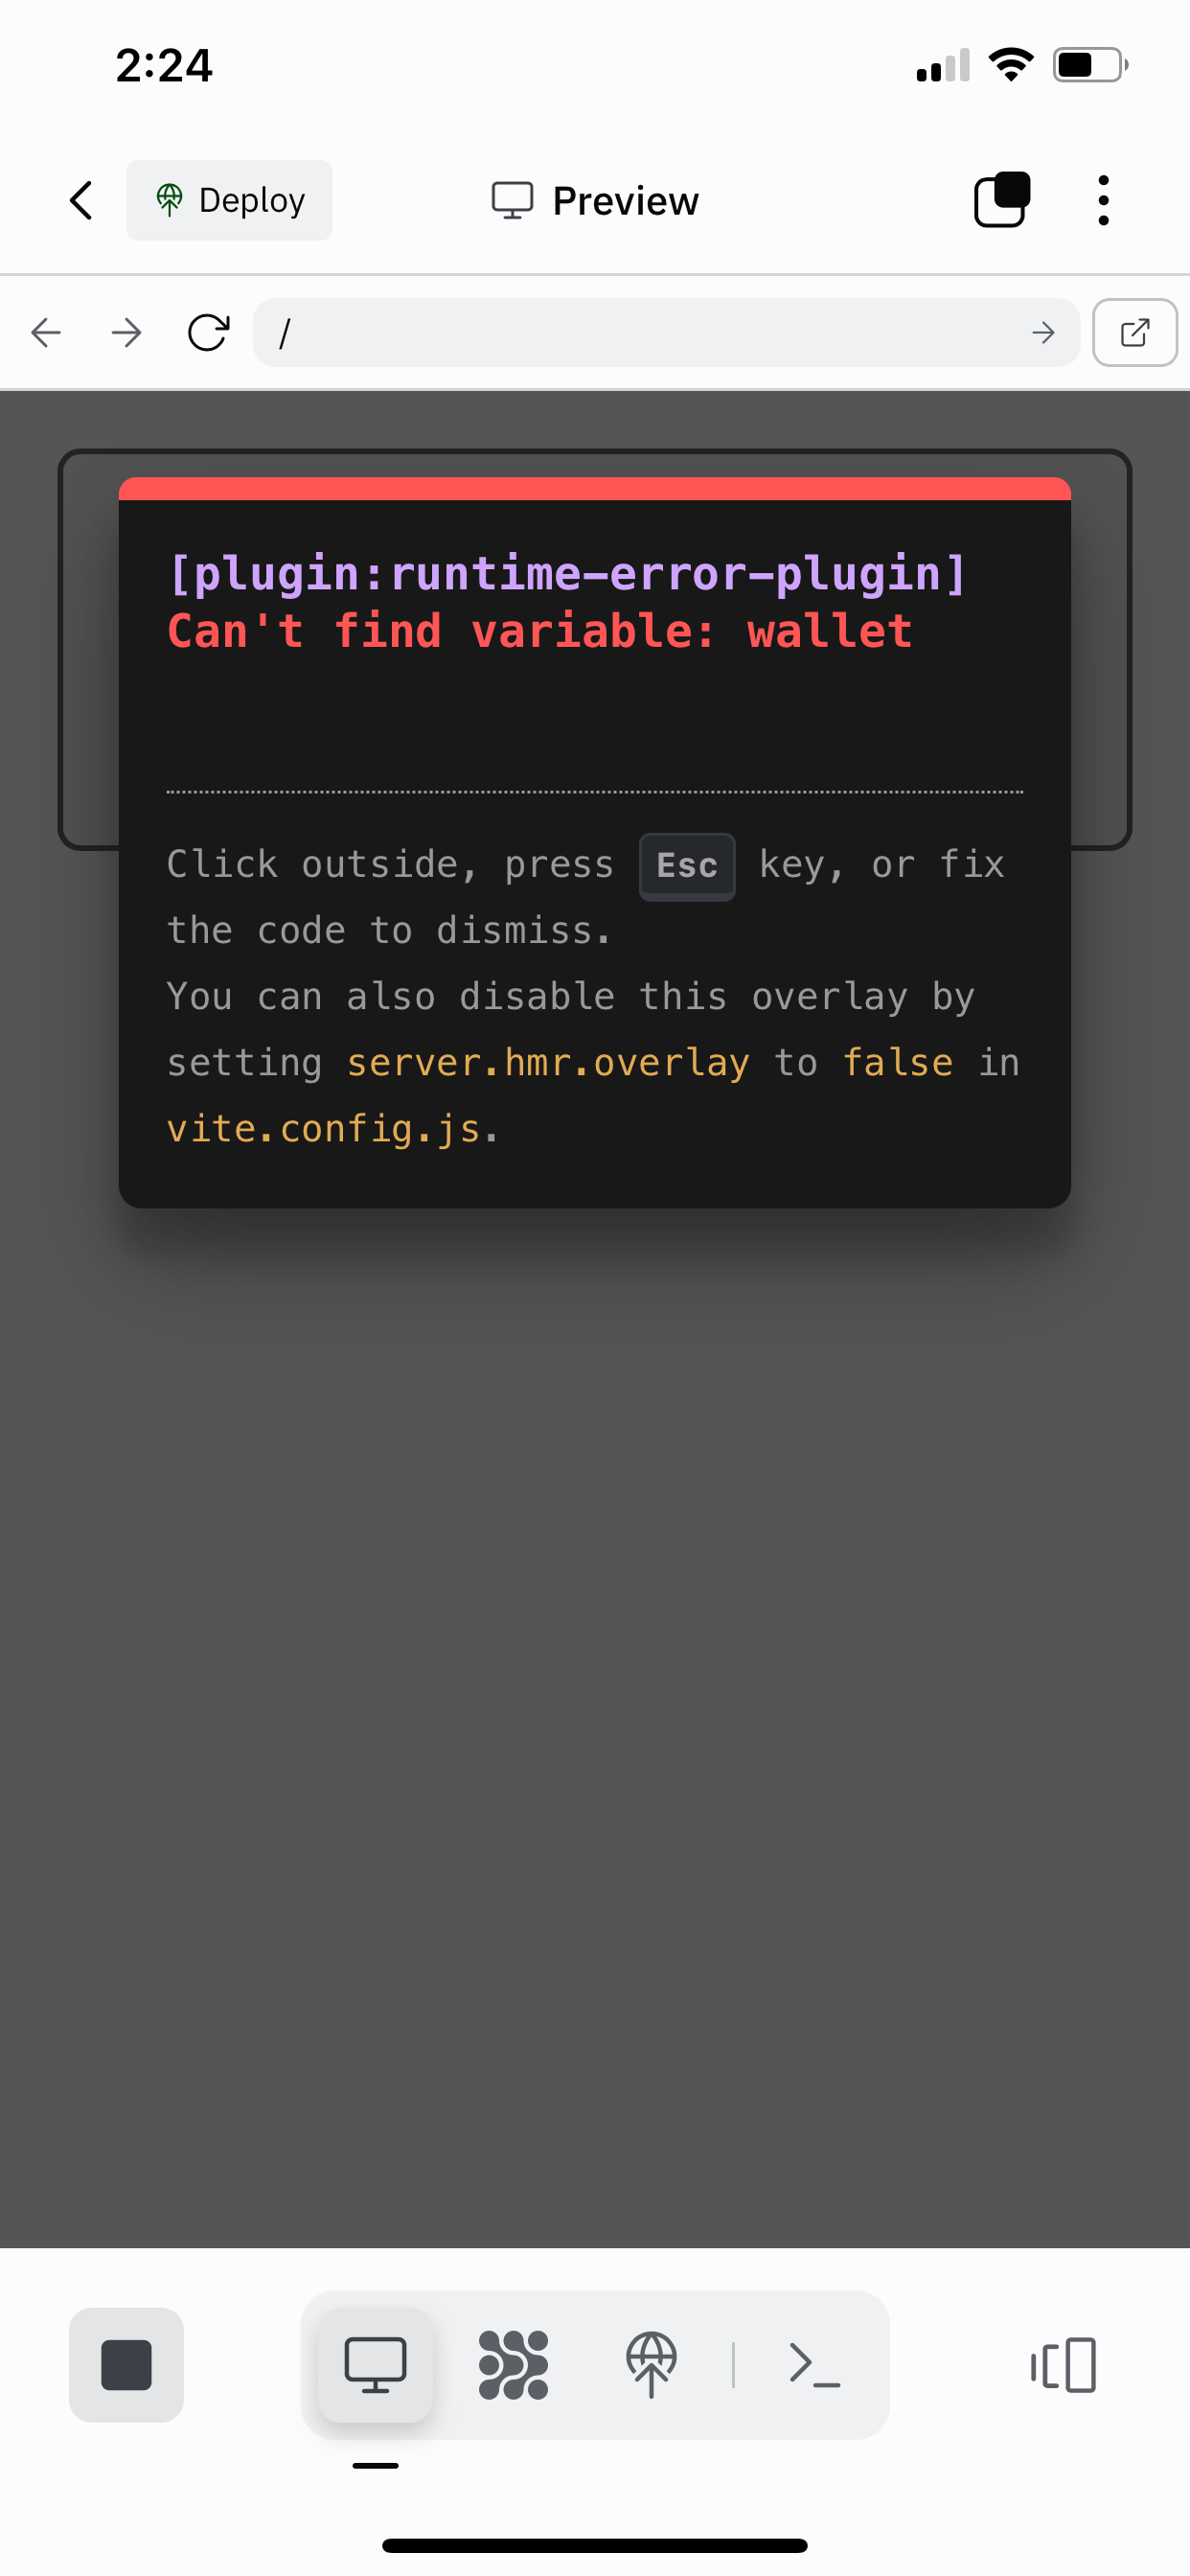 2:24
Deploy
Preview
/
[plugin:runtime-error-plugin]
Can't find variable: wallet
Click outside, press Esc key, or fix
the code to dismiss.
You can also disable this overlay by
setting server.hmr.overlay to false in
vite.config.js.